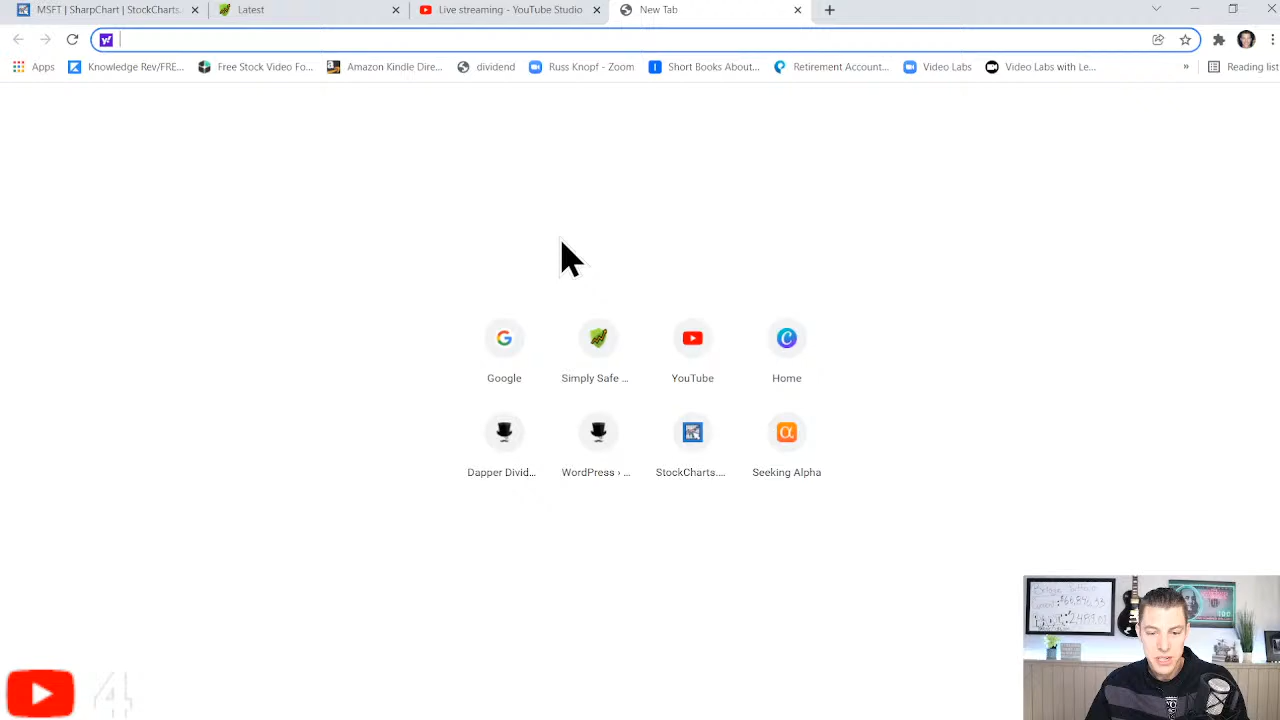 MSFT | SharpChart | StockCharts.
Latest
Live streaming - YouTube Studio
New Tab
Apps
Knowledge Rev/FRE...
Free Stock Video Fo...
Amazon Kindle Dire...
dividend
Russ Knopf - Zoom
Short Books About...
Retirement Account...
Video Labs
Video Labs with Le...
»
Reading list
Google
Simply Safe ...
YouTube
Home
Dapper Divid...
WordPress › ...
StockCharts....
Seeking Alpha
4